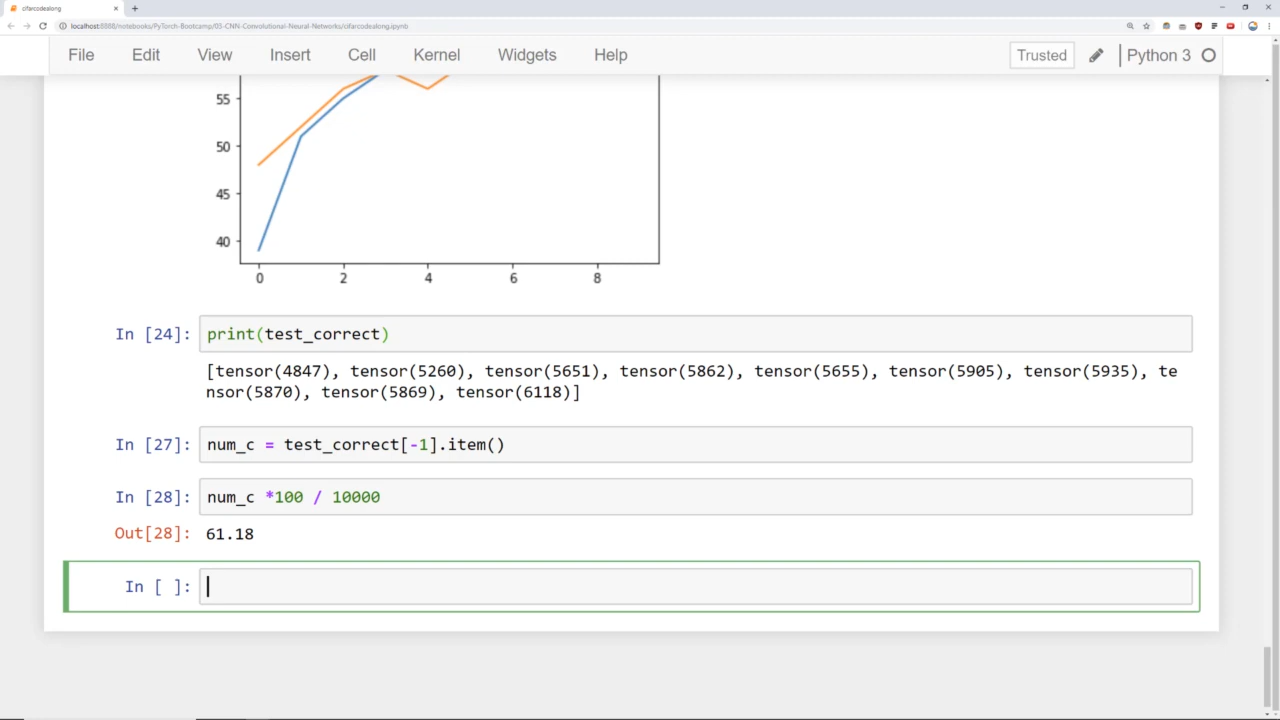 cifarcodealong
localhost:8888/notebooks/PyTorch-Bootcamp/03-CNN-Convolutional-Neural-Networks/cifarcodealong.ipynb
File Edit View Insert Cell Kernel Widgets Help Trusted Python 3
55
50
45
40
0 2 4 6 8
In [24]: print(test_correct)
[tensor(4847), tensor(5260), tensor(5651), tensor(5862), tensor(5655), tensor(5905), tensor(5935), te
nsor(5870), tensor(5869), tensor(6118)]
In [27]: num_c = test_correct[-1].item()
In [28]: num_c *100 / 10000
Out[28]: 61.18
In [ ]: